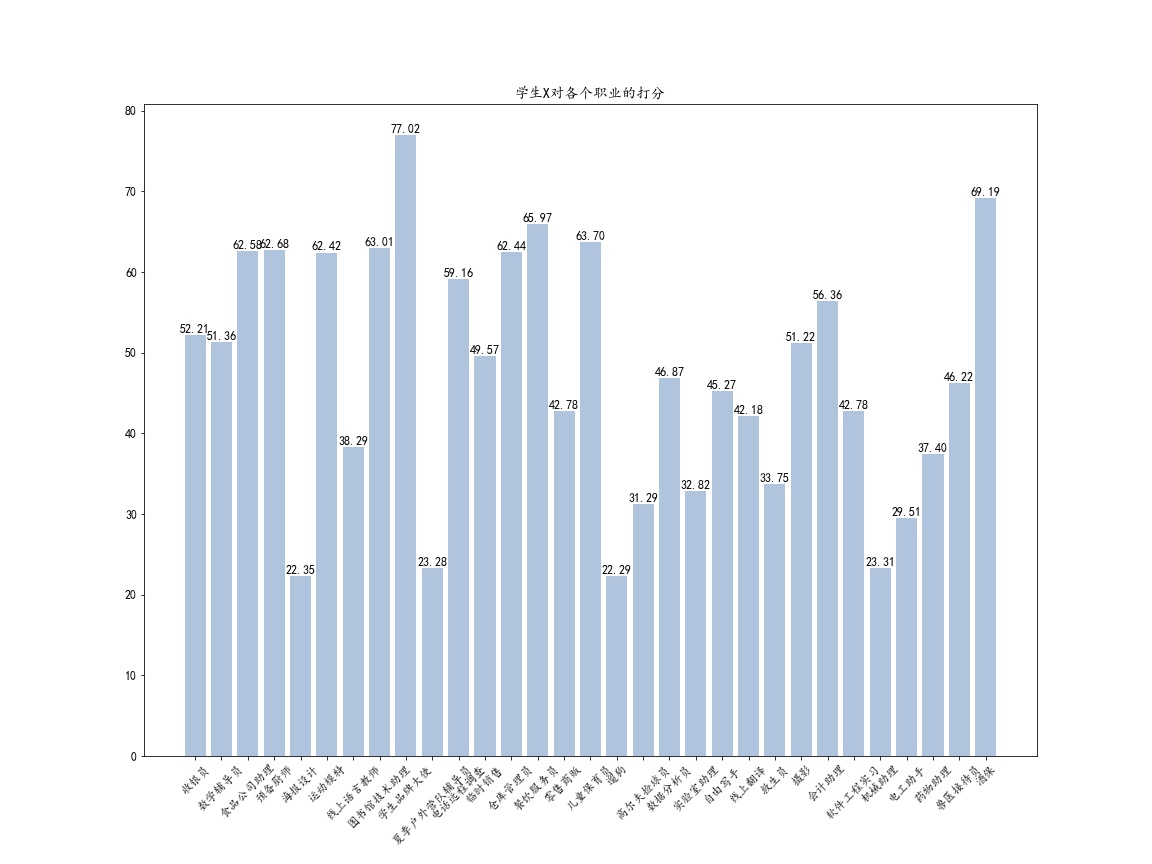 学生X对各个职业的打分
80
70
60
50
40
30
20
10
0
52.21
51.36
62.58
62.68
22.35
62.42
38.29
63.01
77.02
23.28
59.16
49.57
62.44
65.97
42.78
63.70
22.29
31.29
46.87
32.82
45.27
42.18
33.75
51.22
56.36
42.78
23.31
29.51
37.40
46.22
69.19
收银员
数学辅导员
食品公司助理
预备厨师
海报设计
运动模特
线上语言教师
图书馆技术助理
学生品牌大使
夏季户外营队辅导员
电话远程调查
临时销售
仓库管理员
餐饮服务员
零售商贩
儿童保育员
遛狗
高尔夫捡球员
数据分析员
实验室助理
自由写手
线上翻译
救生员
摄影
会计助理
软件工程实习
机械助理
电工助手
药物助理
兽医接待员
酒保